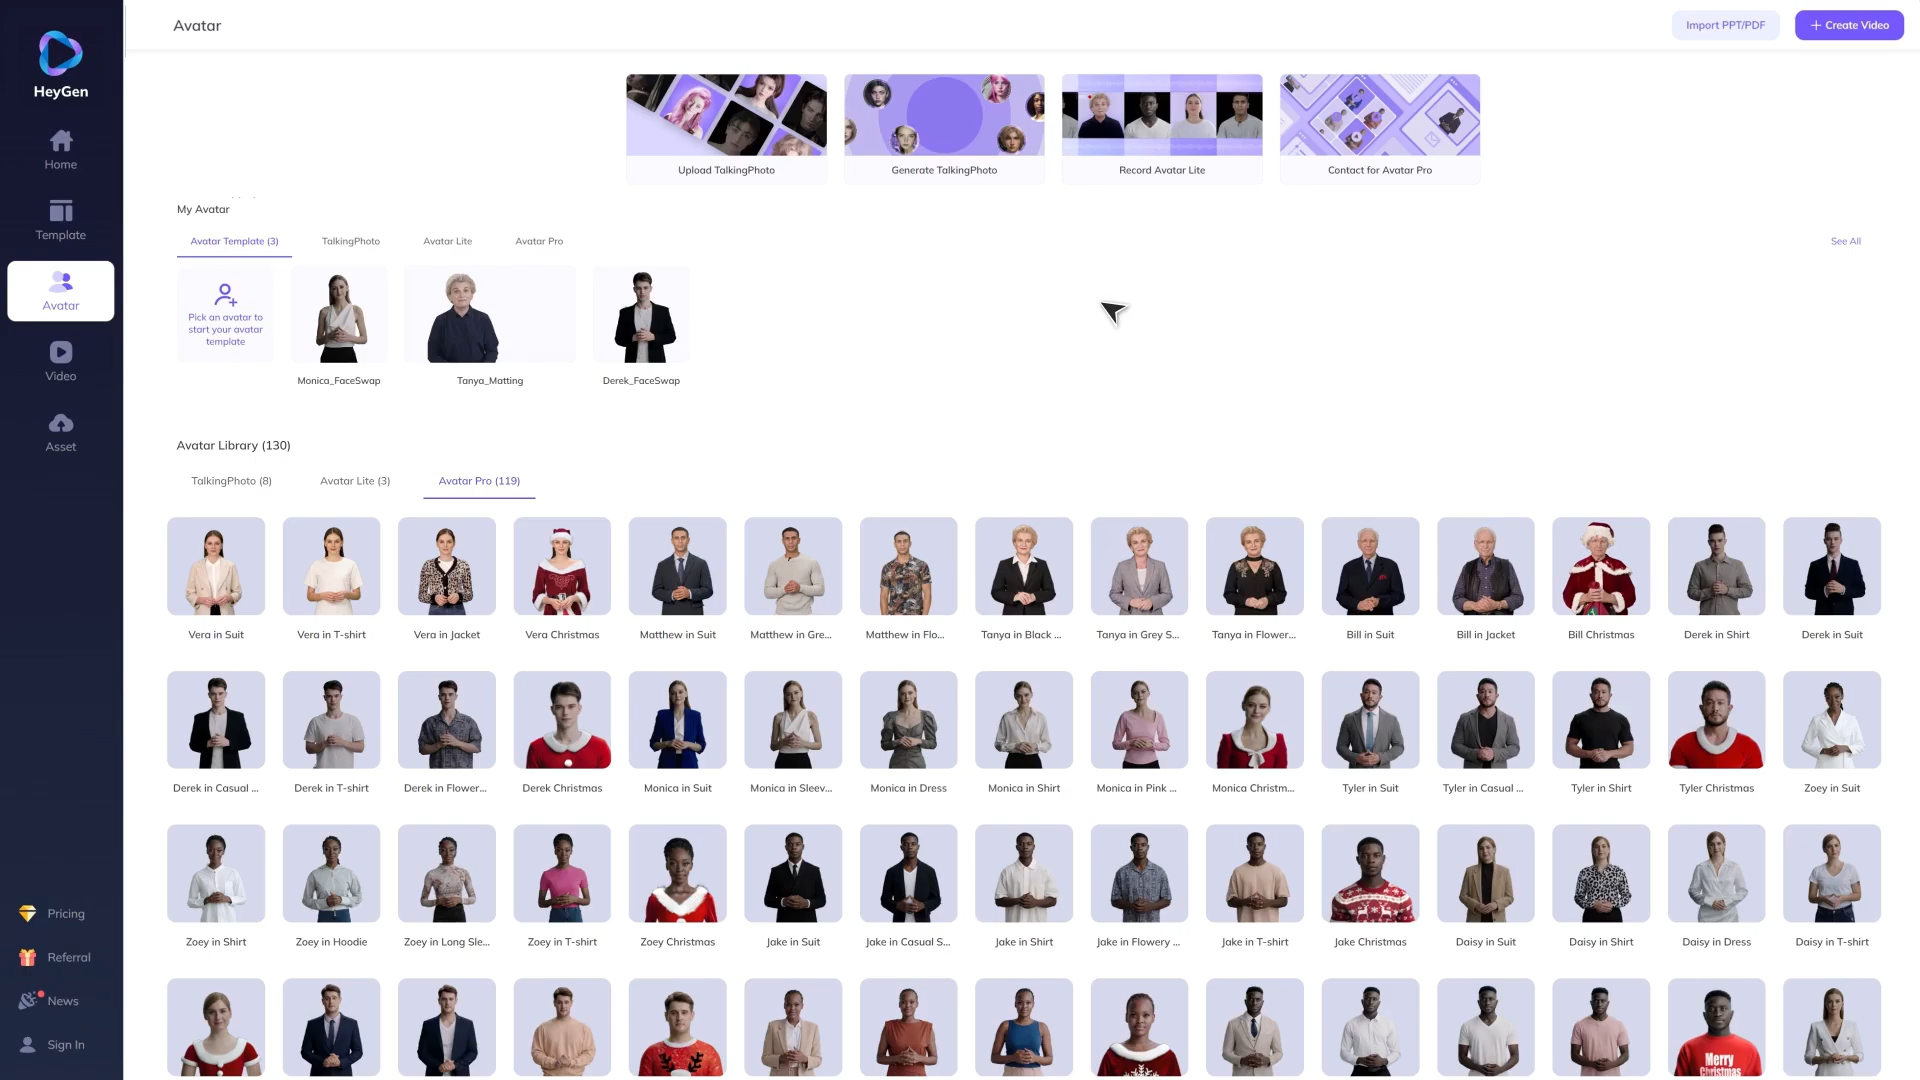 Avatar
Import PPT/PDF
Create Video
HeyGen
Home
Template
Avatar
Video
Asset
Pricing
Referral
News
Sign In
Upload TalkingPhoto
Generate TalkingPhoto
Record Avatar Lite
Contact for Avatar Pro
My Avatar
Avatar Template (3)
TalkingPhoto
Avatar Lite
Avatar Pro
See All
Pick an avatar to
start your avatar
template
Monica_FaceSwap
Tanya_Matting
Derek_FaceSwap
Avatar Library (130)
TalkingPhoto (8)
Avatar Lite (3)
Avatar Pro (119)
Vera in Suit
Vera in T-shirt
Vera in Jacket
Vera Christmas
Matthew in Suit
Matthew in Gre...
Matthew in Flo...
Tanya in Black ...
Tanya in Grey S...
Tanya in Flower...
Bill in Suit
Bill in Jacket
Bill Christmas
Derek in Shirt
Derek in Suit
Derek in Casual ...
Derek in T-shirt
Derek in Flower...
Derek Christmas
Monica in Suit
Monica in Sleev...
Monica in Dress
Monica in Shirt
Monica in Pink ...
Monica Christm...
Tyler in Suit
Tyler in Casual ...
Tyler in Shirt
Tyler Christmas
Zoey in Suit
Zoey in Shirt
Zoey in Hoodie
Zoey in Long Sle...
Zoey in T-shirt
Zoey Christmas
Jake in Suit
Jake in Casual S...
Jake in Shirt
Jake in Flowery ...
Jake in T-shirt
Jake Christmas
Daisy in Suit
Daisy in Shirt
Daisy in Dress
Daisy in T-shirt
Merry
Christmas